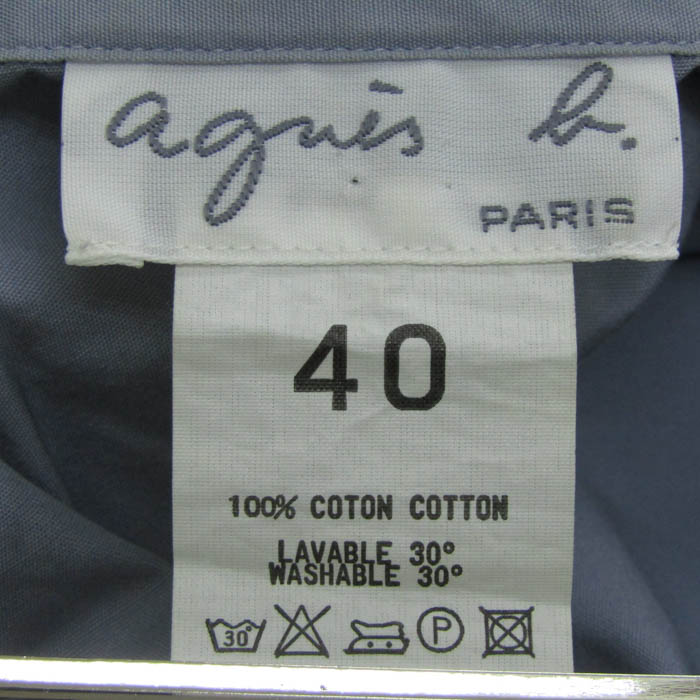 agnès b.
PARIS
40
100% COTON COTTON
LAVABLE 30°
WASHABLE 30°
30° P